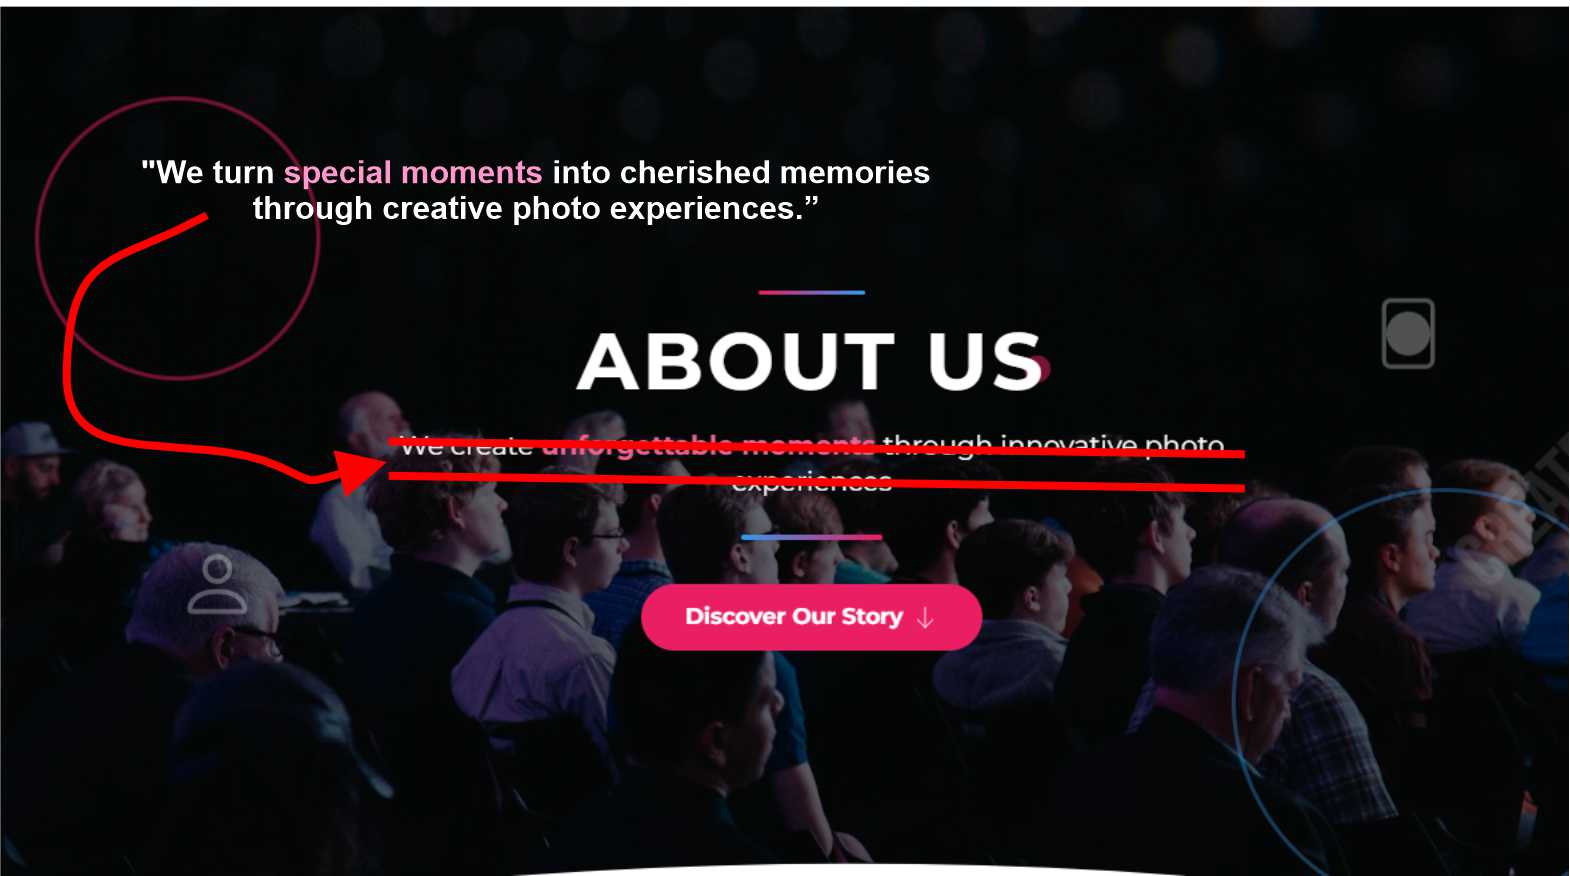 "We turn special moments into cherished memories
through creative photo experiences.”
ABOUT US
We create unforgettable moments through innovative photo
experiences
Discover Our Story ↓